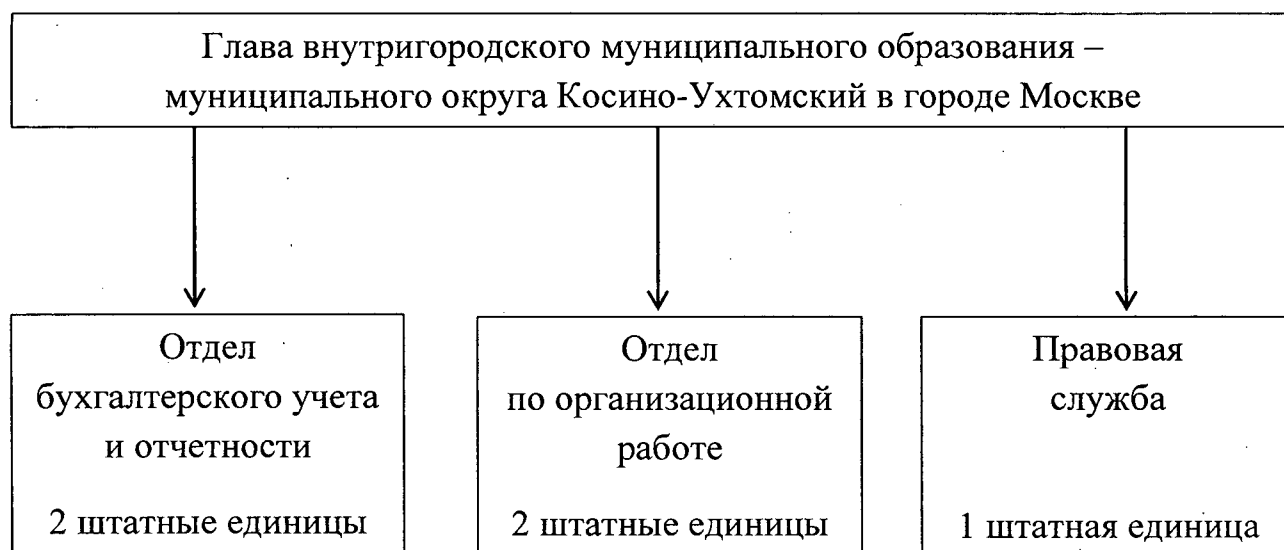 Глава внутригородского муниципального образования –
муниципального округа Косино-Ухтомский в городе Москве
Отдел
бухгалтерского учета
и отчетности
2 штатные единицы
Отдел
по организационной
работе
2 штатные единицы
Правовая
служба
1 штатная единица